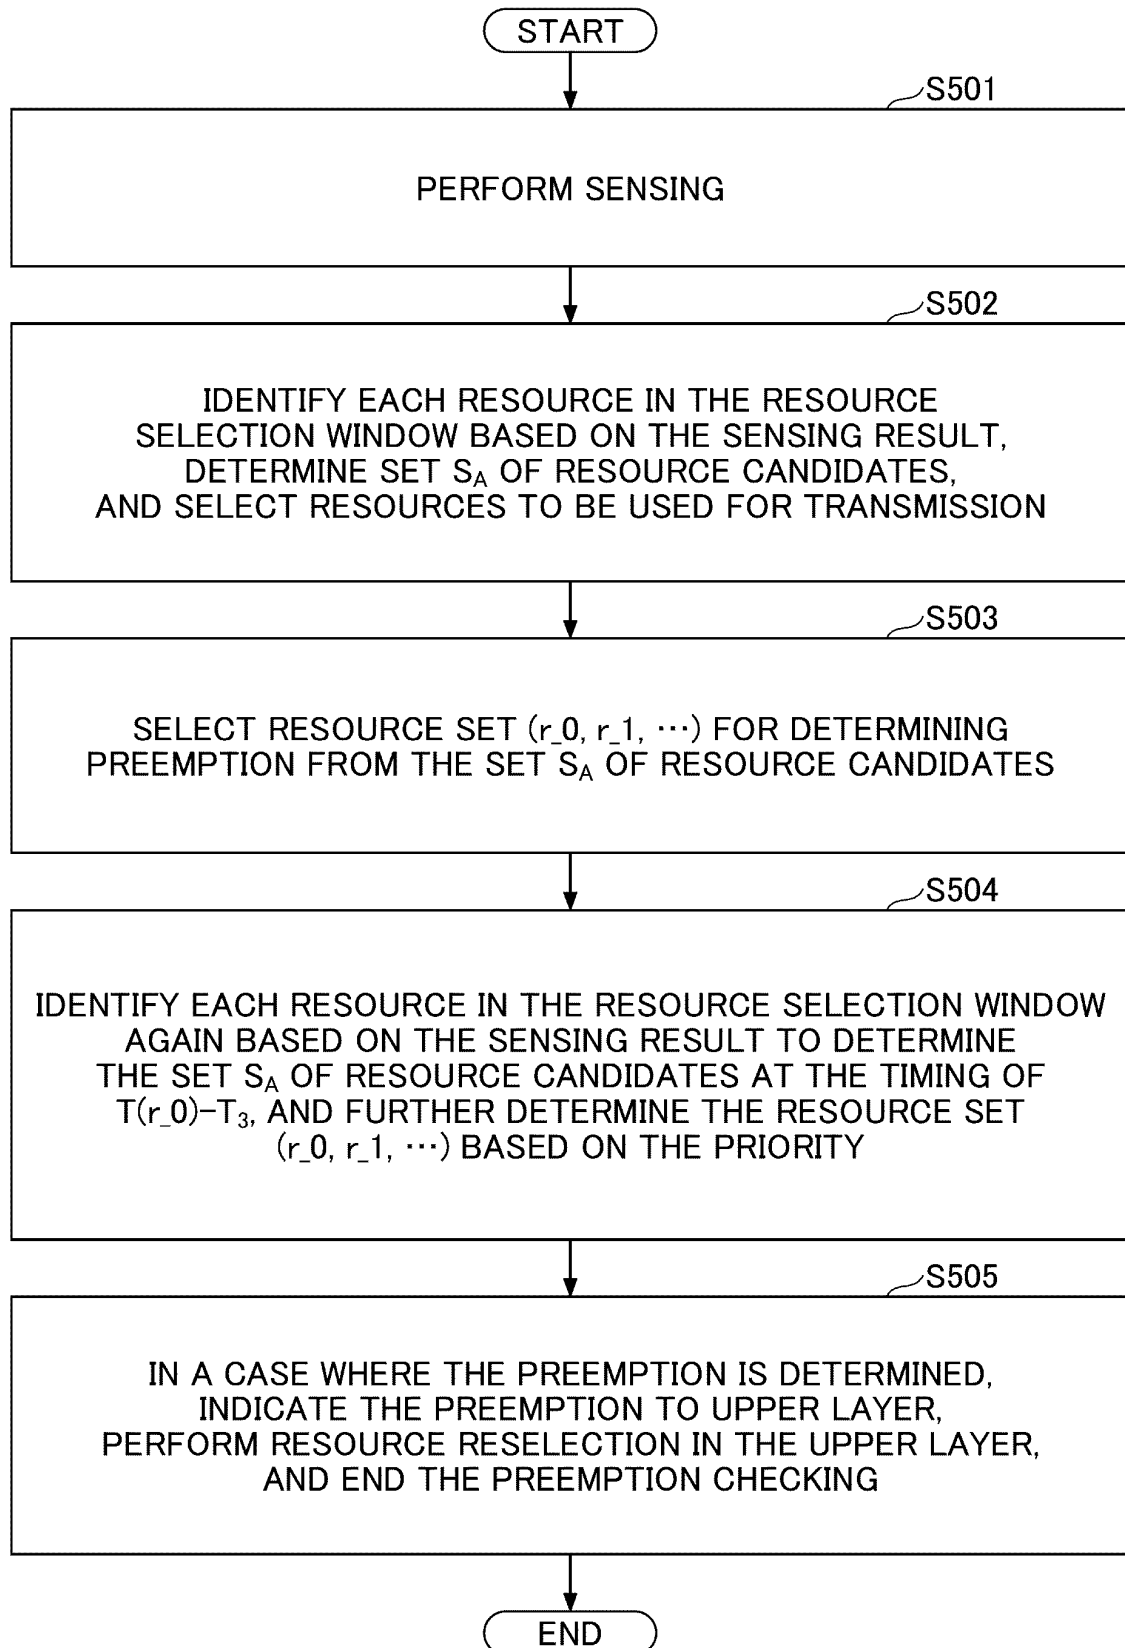 START
S501
PERFORM SENSING
S502
IDENTIFY EACH RESOURCE IN THE RESOURCE
SELECTION WINDOW BASED ON THE SENSING RESULT,
DETERMINE SET S_A OF RESOURCE CANDIDATES,
AND SELECT RESOURCES TO BE USED FOR TRANSMISSION
S503
SELECT RESOURCE SET (r_0, r_1, ⋯) FOR DETERMINING
PREEMPTION FROM THE SET S_A OF RESOURCE CANDIDATES
S504
IDENTIFY EACH RESOURCE IN THE RESOURCE SELECTION WINDOW
AGAIN BASED ON THE SENSING RESULT TO DETERMINE
THE SET S_A OF RESOURCE CANDIDATES AT THE TIMING OF
T(r_0)-T₃, AND FURTHER DETERMINE THE RESOURCE SET
(r_0, r_1, ⋯) BASED ON THE PRIORITY
S505
IN A CASE WHERE THE PREEMPTION IS DETERMINED,
INDICATE THE PREEMPTION TO UPPER LAYER,
PERFORM RESOURCE RESELECTION IN THE UPPER LAYER,
AND END THE PREEMPTION CHECKING
END